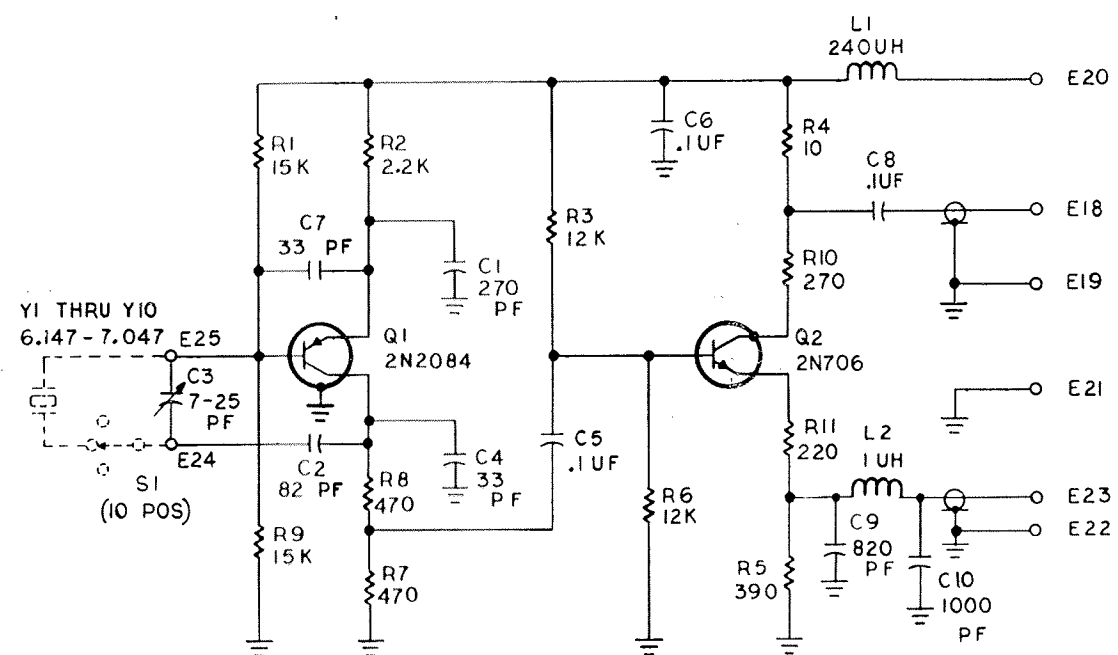 L1
240UH
E20
R1
15K
R2
2.2K
C6
.1UF
R4
10
C8
.1UF
E18
C7
33 PF
R3
12K
C1
270
PF
R10
270
E19
Y1 THRU Y10
6.147-7.047
E25
Q1
2N2084
Q2
2N706
C3
7-25
PF
E21
E24
C2
82 PF
C4
33
PF
C5
.1UF
R11
220
L2
1UH
S1
(10 POS)
R8
470
R6
12K
E23
E22
R9
15K
C9
820
PF
R7
470
R5
390
C10
1000
PF